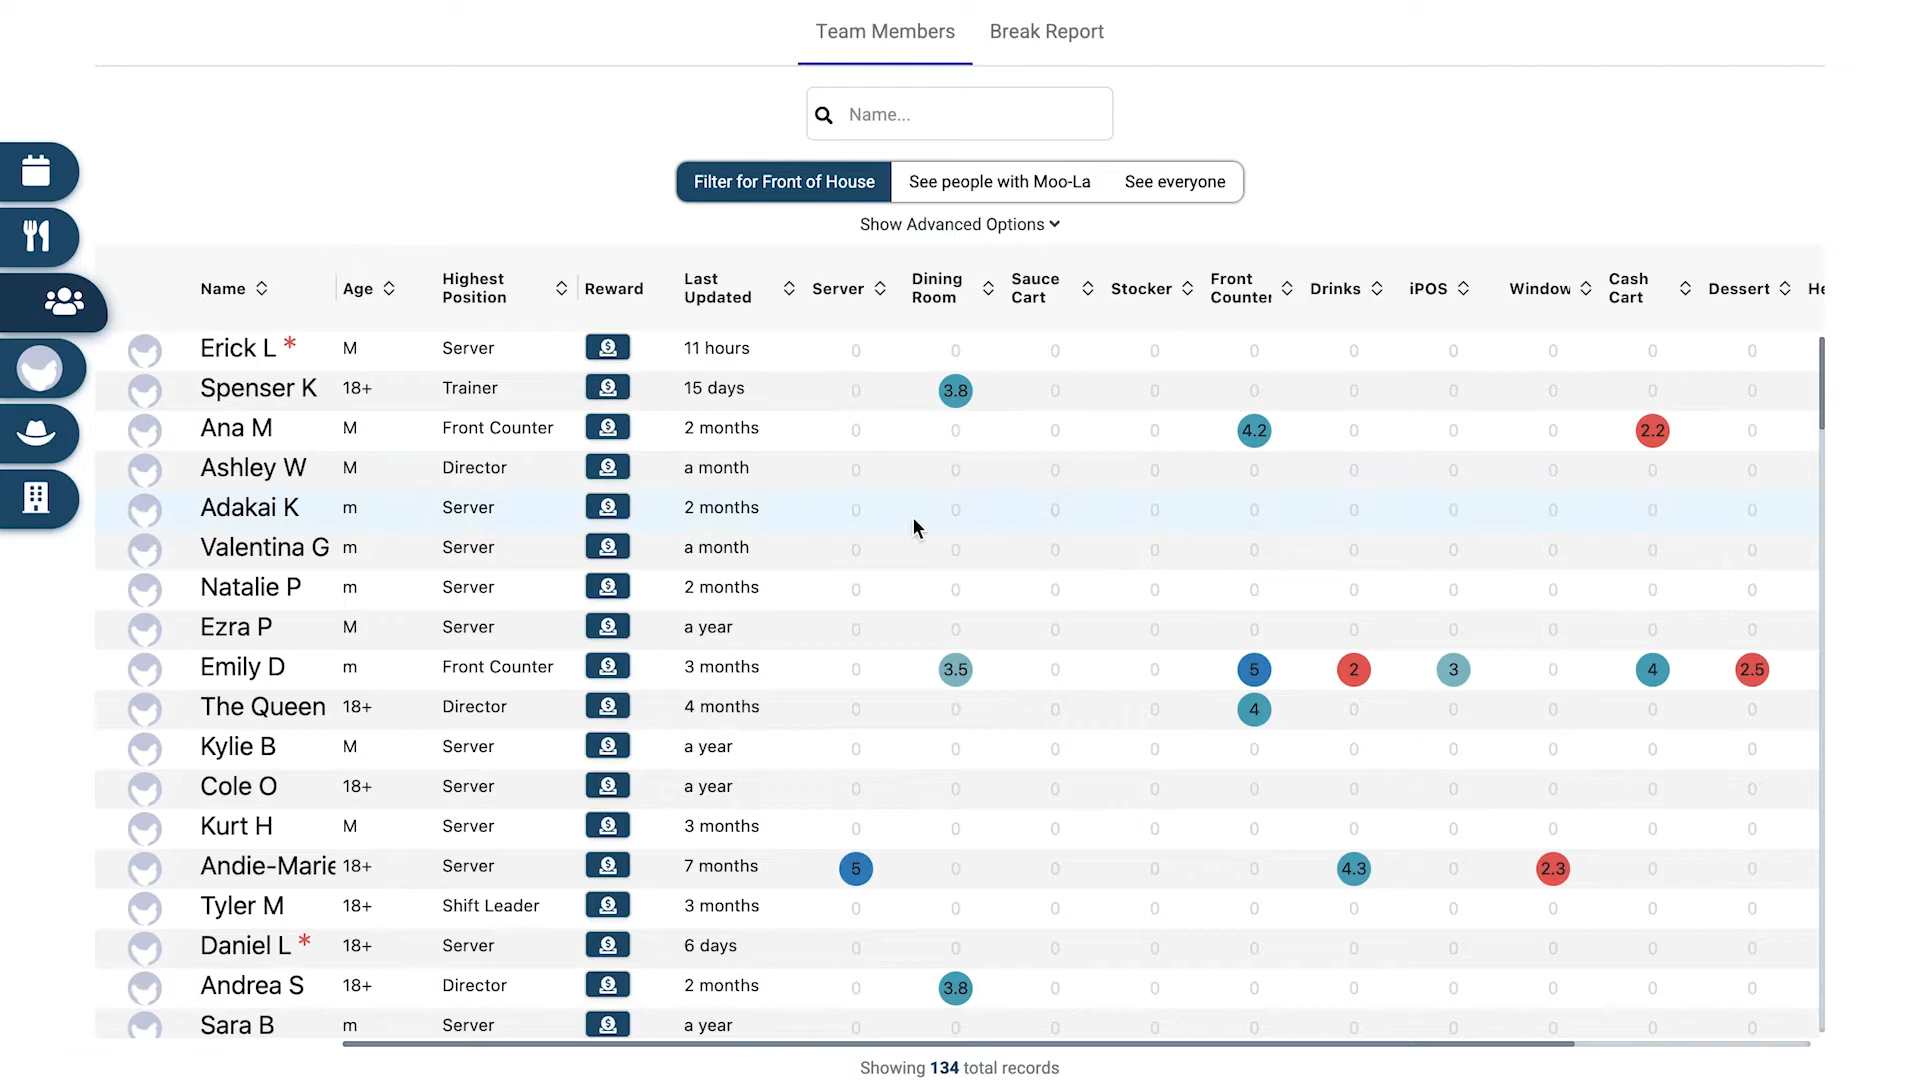 Team Members Break Report
Name...
Filter for Front of House See people with Moo-La See everyone
Show Advanced Options
Name Age Highest Position Reward Last Updated Server Dining Room Sauce Cart Stocker Front Counter Drinks iPOS Window Cash Cart Dessert He
Erick L * M Server 11 hours 0 0 0 0 0 0 0 0 0 0
Spenser K 18+ Trainer 15 days 0 3.8 0 0 0 0 0 0 0 0
Ana M M Front Counter 2 months 0 0 0 0 4.2 0 0 0 2.2 0
Ashley W M Director a month 0 0 0 0 0 0 0 0 0 0
Adakai K m Server 2 months 0 0 0 0 0 0 0 0 0 0
Valentina G m Server a month 0 0 0 0 0 0 0 0 0 0
Natalie P m Server 2 months 0 0 0 0 0 0 0 0 0 0
Ezra P M Server a year 0 0 0 0 0 0 0 0 0 0
Emily D m Front Counter 3 months 0 3.5 0 0 5 2 3 0 4 2.5
The Queen 18+ Director 4 months 0 0 0 0 4 0 0 0 0 0
Kylie B M Server a year 0 0 0 0 0 0 0 0 0 0
Cole O 18+ Server a year 0 0 0 0 0 0 0 0 0 0
Kurt H M Server 3 months 0 0 0 0 0 0 0 0 0 0
Andie-Marie 18+ Server 7 months 5 0 0 0 0 4.3 0 2.3 0 0
Tyler M 18+ Shift Leader 3 months 0 0 0 0 0 0 0 0 0 0
Daniel L * 18+ Server 6 days 0 0 0 0 0 0 0 0 0 0
Andrea S 18+ Director 2 months 0 3.8 0 0 0 0 0 0 0 0
Sara B m Server a year 0 0 0 0 0 0 0 0 0 0
Showing 134 total records